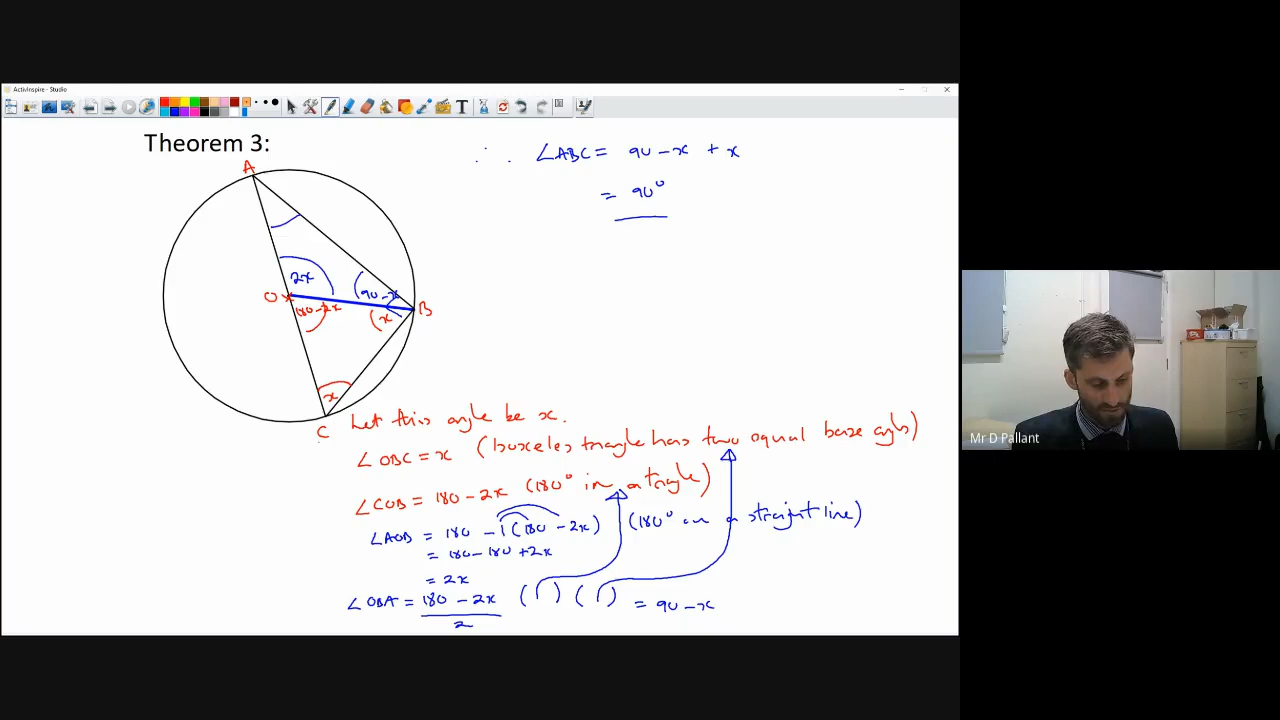 ActivInspire - Studio
Theorem 3:
∴ ∠ABC = 90 - x + x
= 90°
A
2x
O
180-2x
90-x
x
B
x
C
Let this angle be x.
∠OBC = x (Isosceles triangle has two equal base angles)
∠COB = 180 - 2x (180° in a triangle)
∠AOB = 180 - 1(180 - 2x) (180° on a straight line)
= 180 - 180 + 2x
= 2x
∠OBA = 180 - 2x / 2 ( ) ( ) = 90 - x
Mr D Pallant